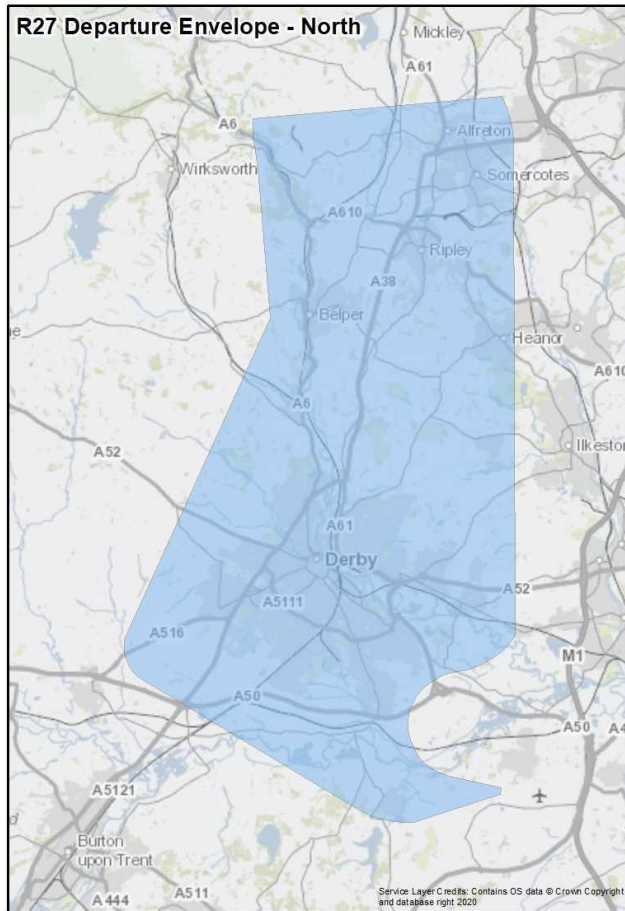 R27 Departure Envelope - North
Mickley
A61
A6
Alfreton
Wirksworth
Somercotes
A610
Ripley
A38
Belper
Heanor
A610
A6
Ilkeston
A52
A61
Derby
A52
A5111
A516
M1
A50
A50
A4
A5121
Burton
upon Trent
A444
A511
Service Layer Credits: Contains OS data © Crown Copyright
and database right 2020